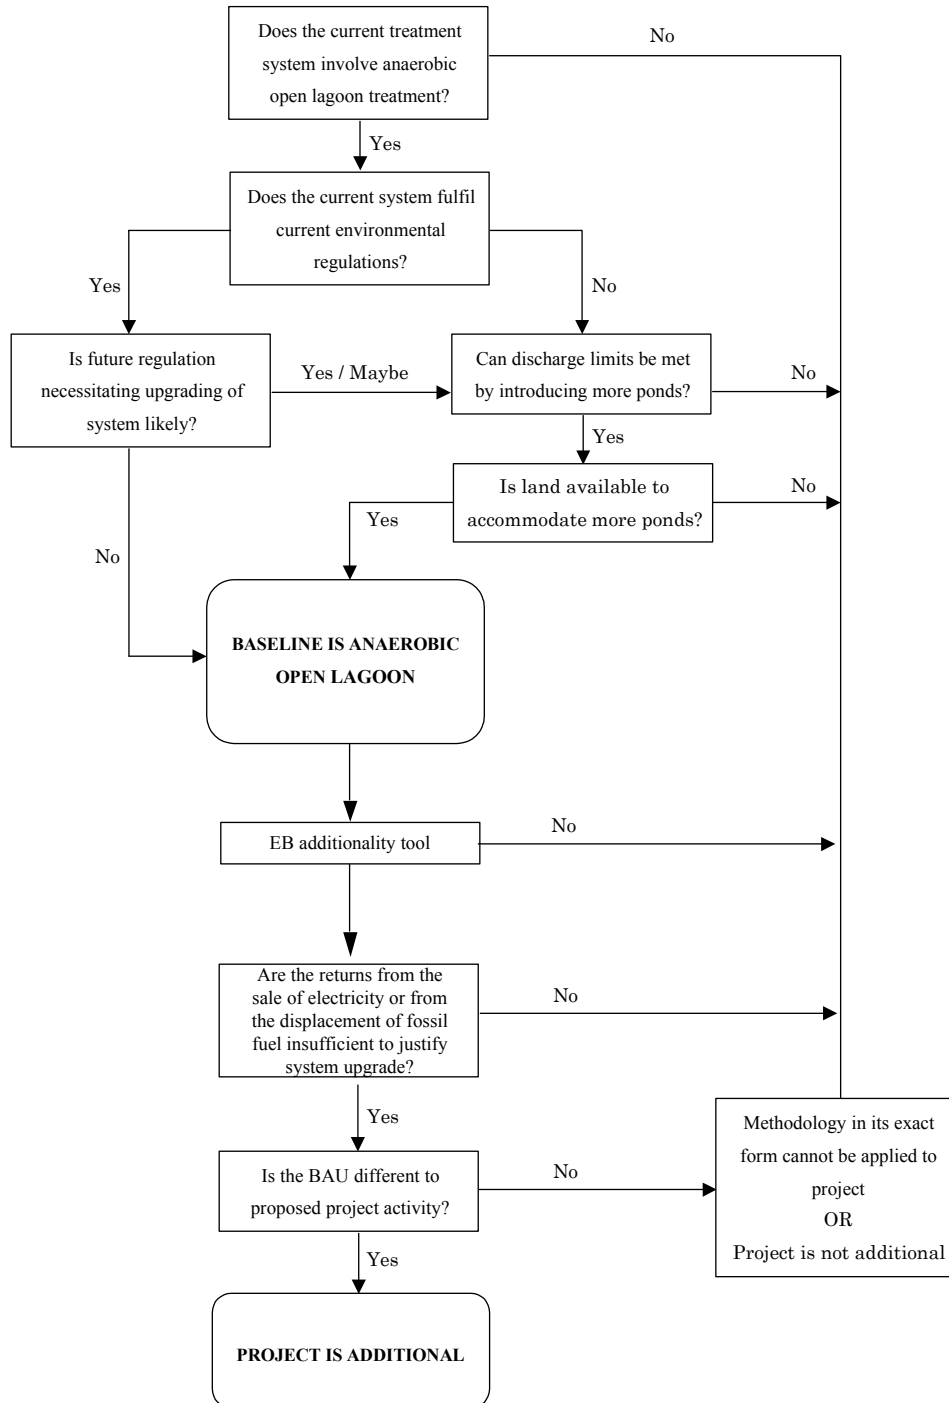 Does the current treatment
system involve anaerobic
open lagoon treatment?
No
Yes
Does the current system fulfil
current environmental
regulations?
Yes
No
Is future regulation
necessitating upgrading of
system likely?
Yes / Maybe
Can discharge limits be met
by introducing more ponds?
No
Yes
Is land available to
accommodate more ponds?
No
Yes
No
BASELINE IS ANAEROBIC
OPEN LAGOON
EB additionality tool
No
Are the returns from the
sale of electricity or from
the displacement of fossil
fuel insufficient to justify
system upgrade?
No
Yes
Is the BAU different to
proposed project activity?
No
Methodology in its exact
form cannot be applied to
project
OR
Project is not additional
Yes
PROJECT IS ADDITIONAL